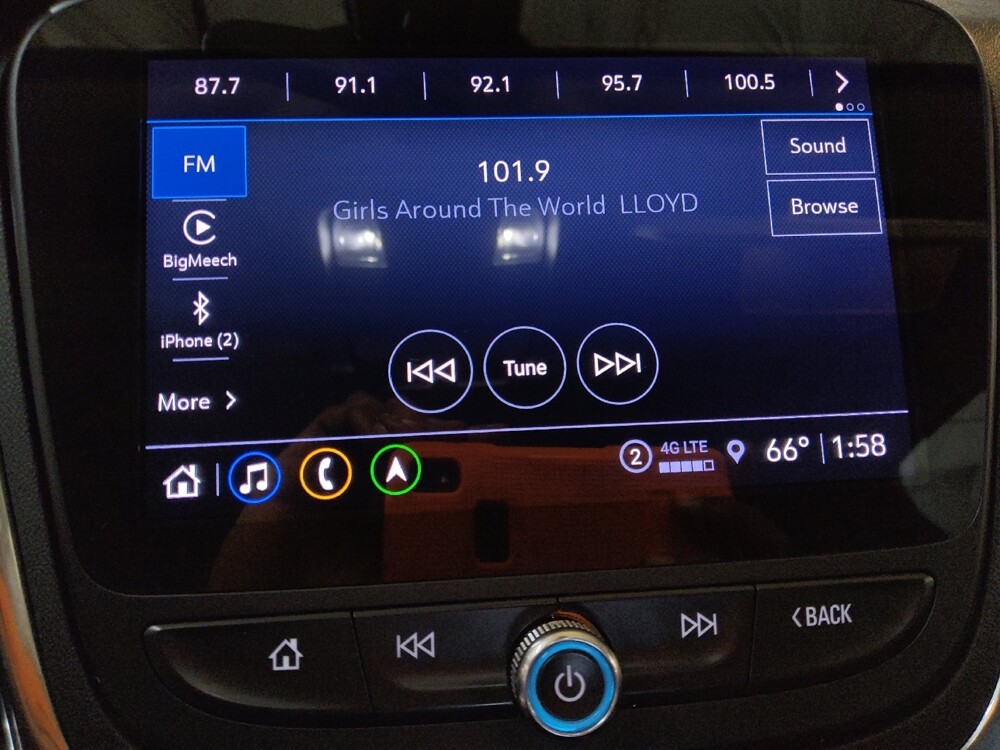 87.7 91.1 92.1 95.7 100.5
FM
101.9
Girls Around The World LLOYD
Sound
Browse
BigMeech
iPhone (2)
Tune
More
2 4G LTE 66° 1:58
BACK